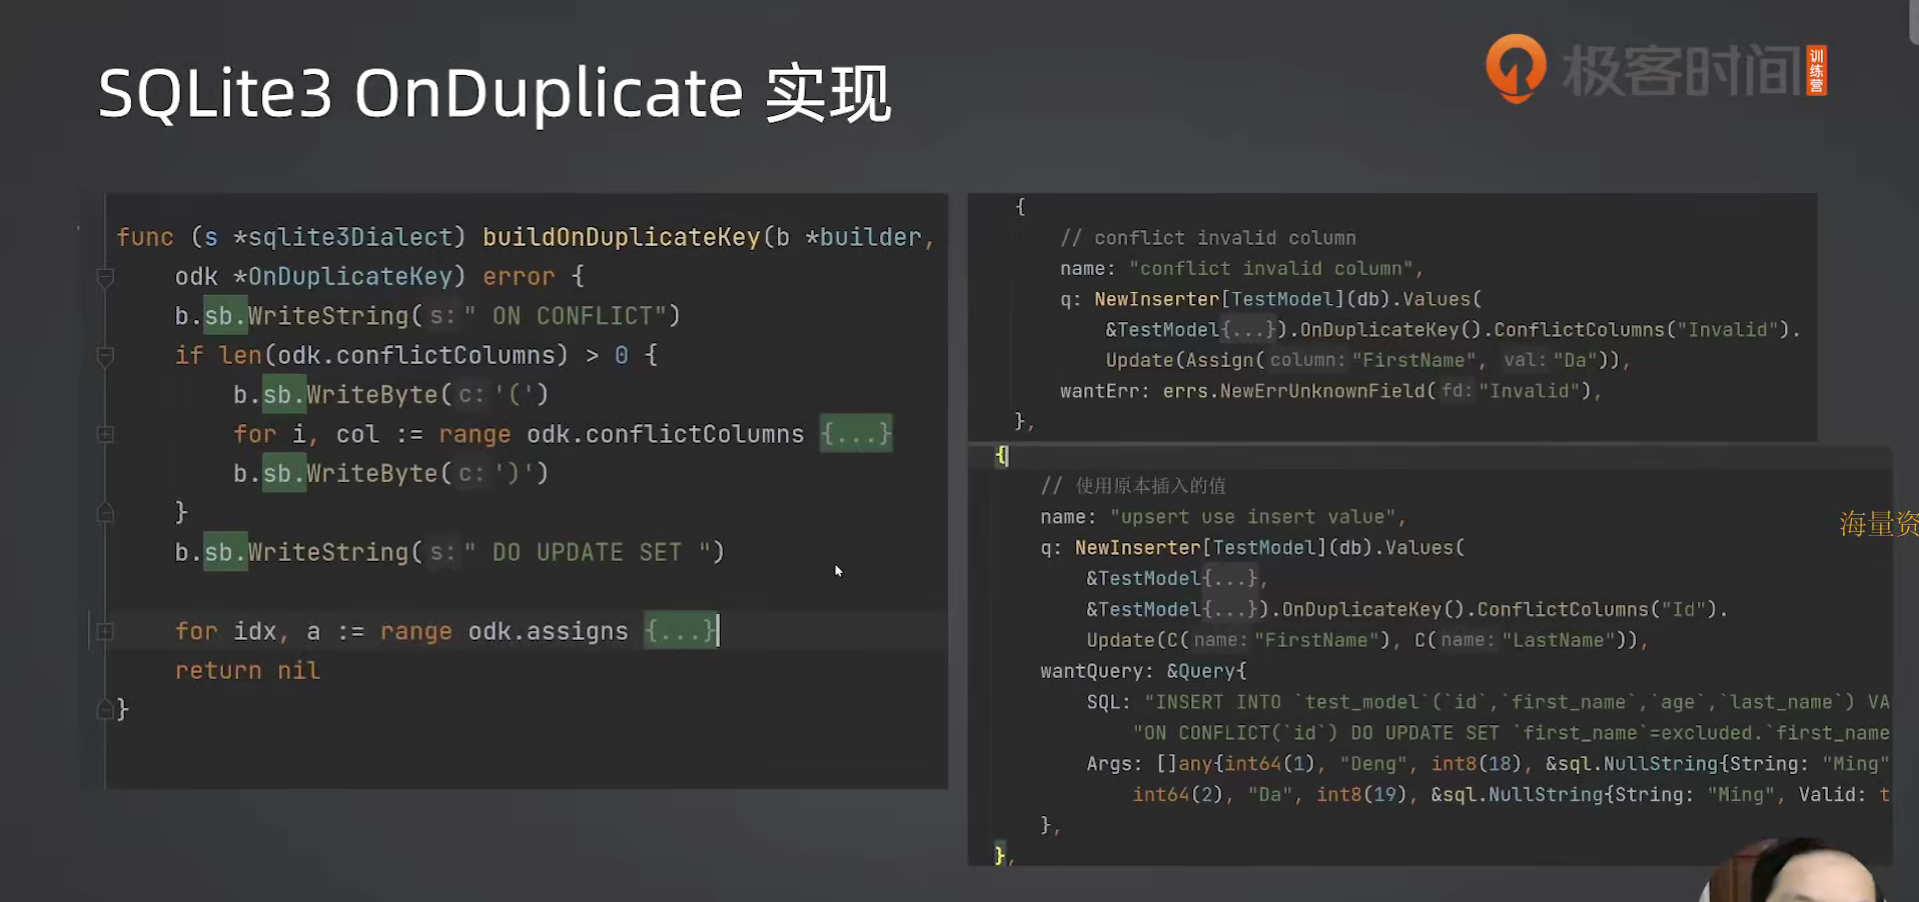 SQLite3 OnDuplicate 实现
极客时间
训练营
func (s *sqlite3Dialect) buildOnDuplicateKey(b *builder,
odk *OnDuplicateKey) error {
b.sb.WriteString( s: " ON CONFLICT")
if len(odk.conflictColumns) > 0 {
b.sb.WriteByte( c: '(')
for i, col := range odk.conflictColumns {...}
b.sb.WriteByte( c: ')')
}
b.sb.WriteString( s: " DO UPDATE SET ")
for idx, a := range odk.assigns {...}
return nil
}
{
// conflict invalid column
name: "conflict invalid column",
q: NewInserter[TestModel](db).Values(
&TestModel{...}).OnDuplicateKey().ConflictColumns("Invalid").
Update(Assign( column: "FirstName", val: "Da")),
wantErr: errs.NewErrUnknownField( fd: "Invalid"),
},
{
// 使用原本插入的值
name: "upsert use insert value",
q: NewInserter[TestModel](db).Values(
&TestModel{...},
&TestModel{...}).OnDuplicateKey().ConflictColumns("Id").
Update(C( name: "FirstName"), C( name: "LastName")),
wantQuery: &Query{
SQL: "INSERT INTO `test_model`(`id`,`first_name`,`age`,`last_name`) VA
"ON CONFLICT(`id`) DO UPDATE SET `first_name`=excluded.`first_name
Args: []any{int64(1), "Deng", int8(18), &sql.NullString{String: "Ming"
int64(2), "Da", int8(19), &sql.NullString{String: "Ming", Valid: t
},
},
海量资